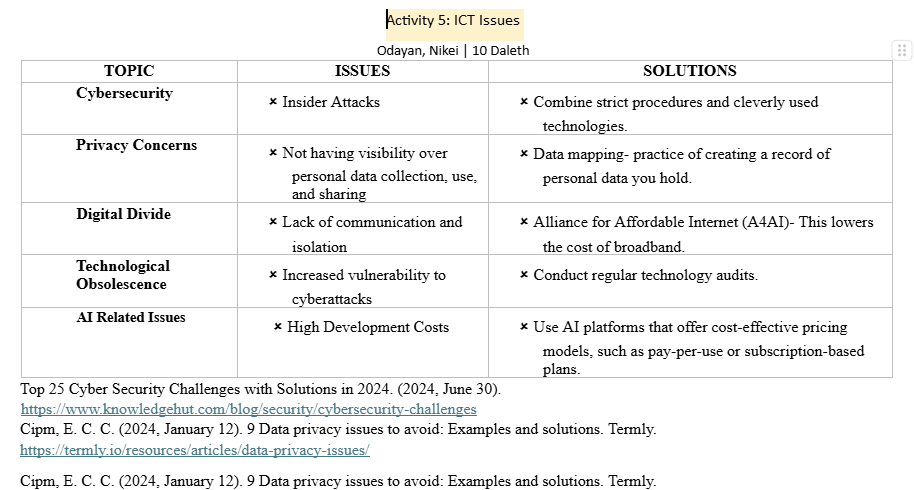 Activity 5: ICT Issues
Odayan, Nikei | 10 Daleth
TOPIC ISSUES SOLUTIONS
Cybersecurity
× Insider Attacks
× Combine strict procedures and cleverly used
technologies.
Privacy Concerns
× Not having visibility over
personal data collection, use,
and sharing
× Data mapping- practice of creating a record of
personal data you hold.
Digital Divide
× Lack of communication and
isolation
× Alliance for Affordable Internet (A4AI)- This lowers
the cost of broadband.
Technological
Obsolescence
× Increased vulnerability to
cyberattacks
× Conduct regular technology audits.
AI Related Issues
× High Development Costs
× Use AI platforms that offer cost-effective pricing
models, such as pay-per-use or subscription-based
plans.
Top 25 Cyber Security Challenges with Solutions in 2024. (2024, June 30).
https://www.knowledgehut.com/blog/security/cybersecurity-challenges
Cipm, E. C. C. (2024, January 12). 9 Data privacy issues to avoid: Examples and solutions. Termly.
https://termly.io/resources/articles/data-privacy-issues/
Cipm, E. C. C. (2024, January 12). 9 Data privacy issues to avoid: Examples and solutions. Termly.